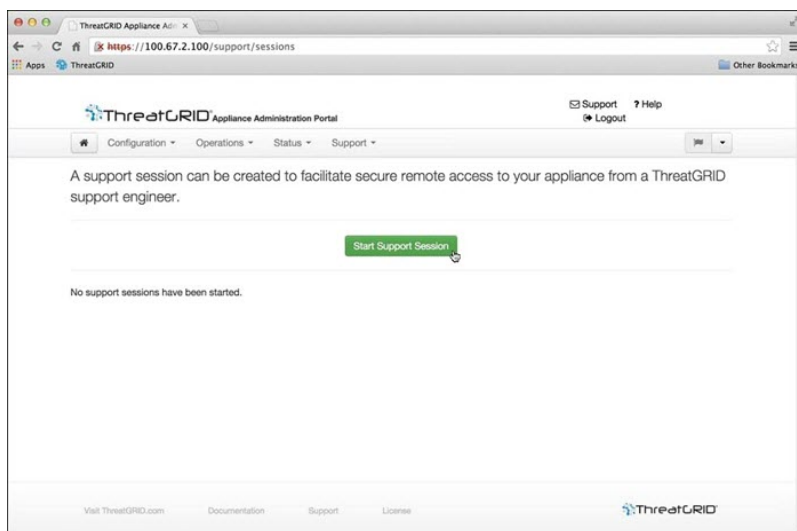 ThreatGRID Appliance Adm
https://100.67.2.100/support/sessions
Apps ThreatGRID Other Bookmarks
ThreatGRID Appliance Administration Portal
Support ? Help
Logout
Configuration Operations Status Support
A support session can be created to facilitate secure remote access to your appliance from a ThreatGRID
support engineer.
Start Support Session
No support sessions have been started.
Visit ThreatGRID.com Documentation Support License ThreatGRID